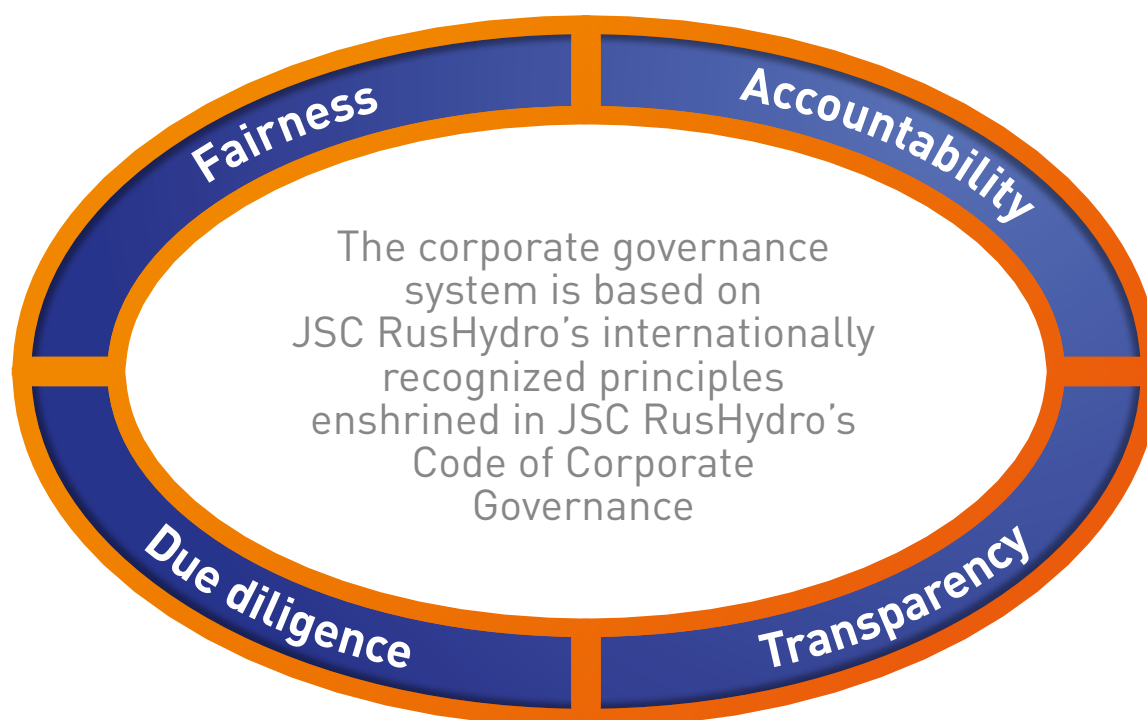 Fairness
Accountability
The corporate governance
system is based on
JSC RusHydro’s internationally
recognized principles
enshrined in JSC RusHydro’s
Code of Corporate
Governance
Due diligence
Transparency